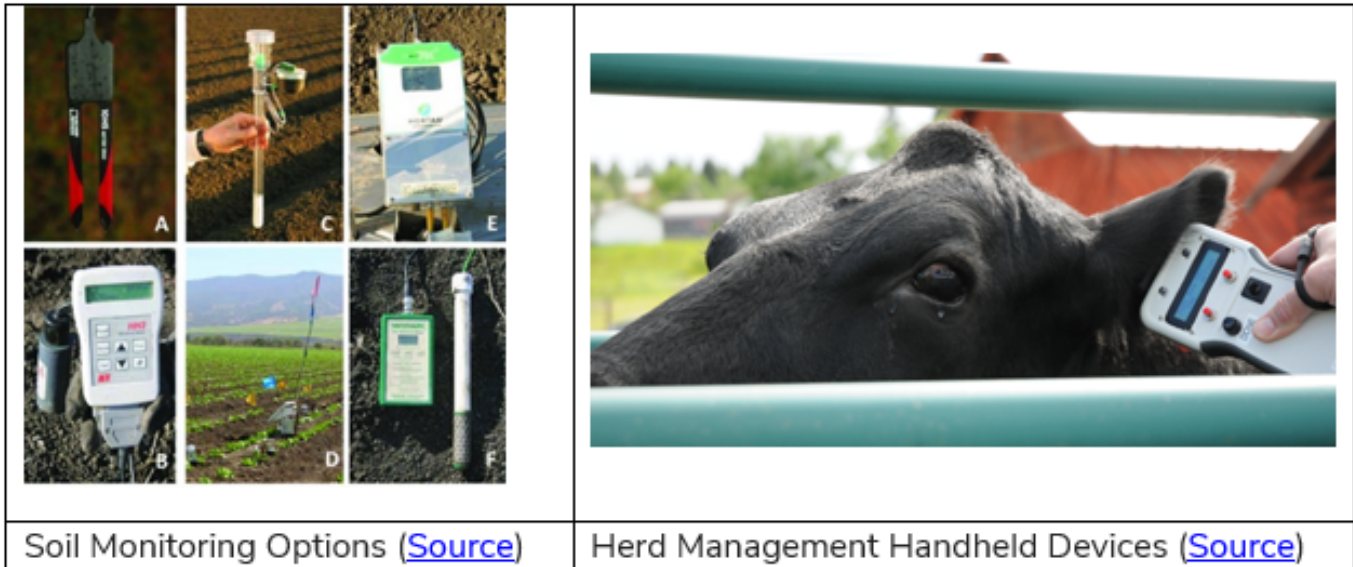 A
C
E
B
D
F
Soil Monitoring Options (Source)
Herd Management Handheld Devices (Source)